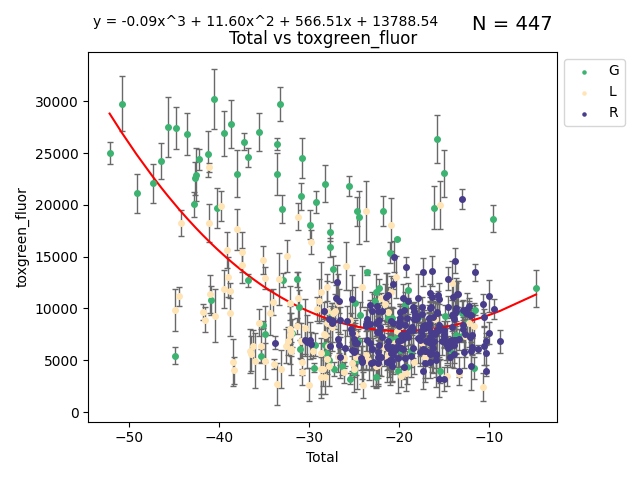 y = -0.09x^3 + 11.60x^2 + 566.51x + 13788.54
N = 447
Total vs toxgreen_fluor
G
L
R
30000
25000
20000
15000
10000
5000
0
toxgreen_fluor
−50
−40
−30
−20
−10
Total